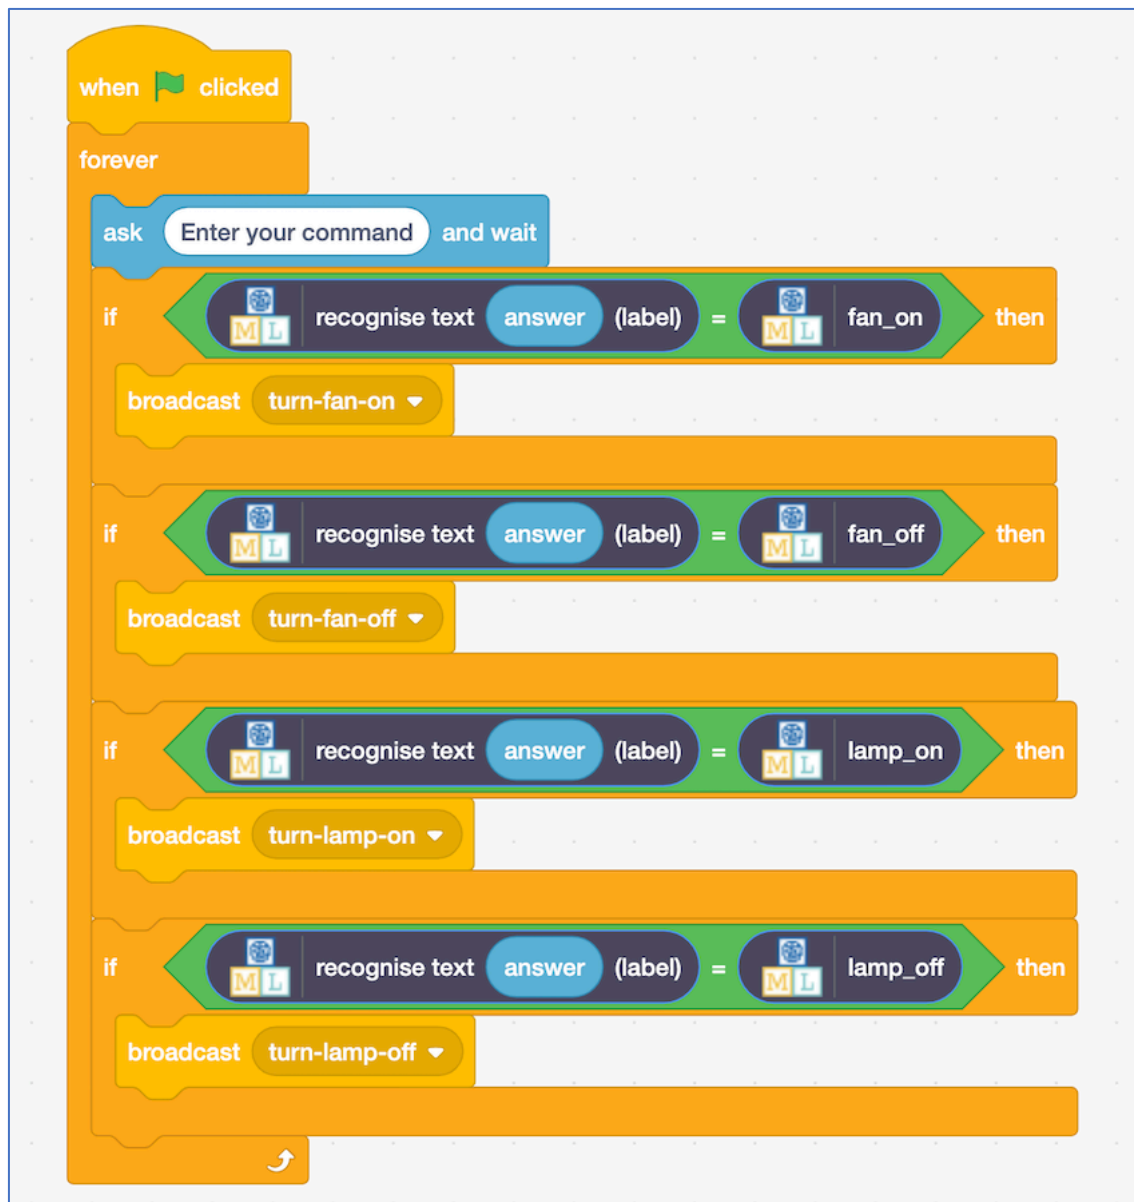 when clicked
forever
ask Enter your command and wait
if ML recognise text answer (label) = ML fan_on then
broadcast turn-fan-on
if ML recognise text answer (label) = ML fan_off then
broadcast turn-fan-off
if ML recognise text answer (label) = ML lamp_on then
broadcast turn-lamp-on
if ML recognise text answer (label) = ML lamp_off then
broadcast turn-lamp-off